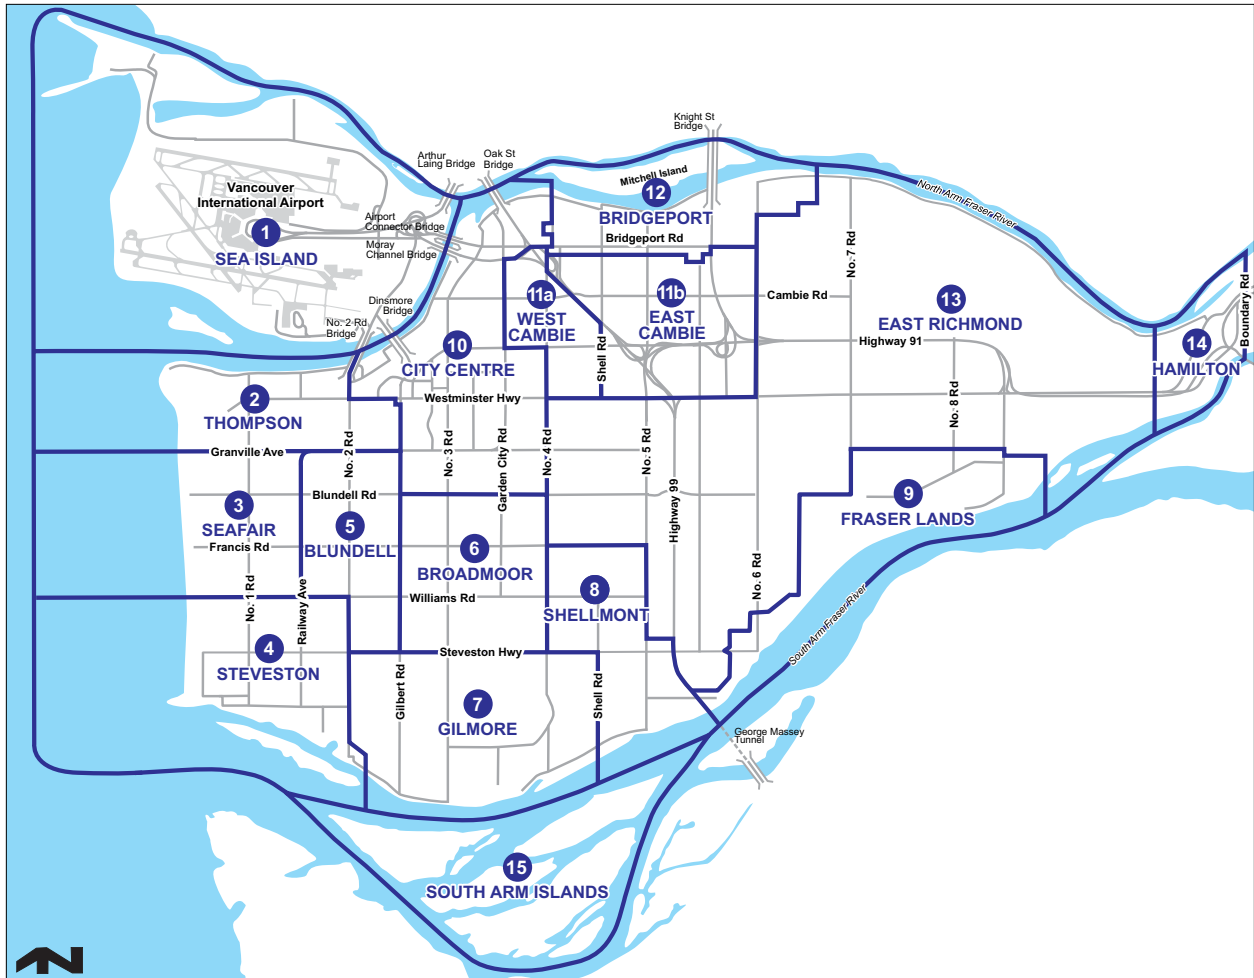 Knight St
Bridge
Arthur
Laing Bridge
Oak St
Bridge
Mitchell Island
12
BRIDGEPORT
North Arm Fraser River
Vancouver
International Airport
1
SEA ISLAND
Airport
Connector Bridge
Moray
Channel Bridge
Bridgeport Rd
No. 7 Rd
Dinsmore
Bridge
No. 2 Rd
Bridge
11a
WEST
CAMBIE
11b
EAST
CAMBIE
Cambie Rd
13
EAST RICHMOND
Boundary Rd
Highway 91
14
HAMILTON
10
CITY CENTRE
Shell Rd
Westminster Hwy
No. 8 Rd
2
THOMPSON
Granville Ave
No. 2 Rd
No. 3 Rd
Garden City Rd
No. 4 Rd
No. 5 Rd
Highway 99
Blundell Rd
3
SEAFAIR
Francis Rd
5
BLUNDELL
6
BROADMOOR
9
FRASER LANDS
No. 1 Rd
Railway Ave
Williams Rd
8
SHELLMONT
No. 6 Rd
South Arm Fraser River
4
STEVESTON
Steveston Hwy
Gilbert Rd
7
GILMORE
Shell Rd
George Massey
Tunnel
15
SOUTH ARM ISLANDS
N